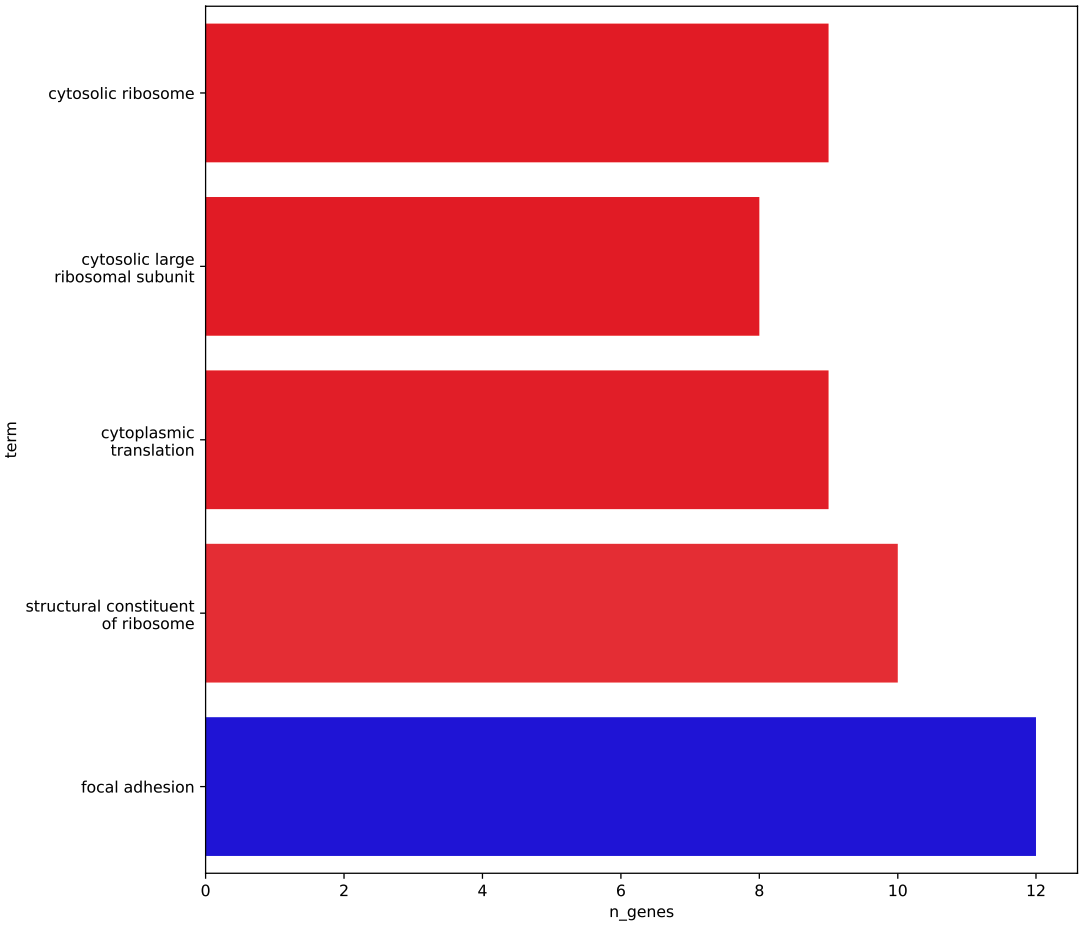 cytosolic ribosome
cytosolic large
ribosomal subunit
cytoplasmic
translation
structural constituent
of ribosome
focal adhesion
term
0 2 4 6 8 10 12
n_genes